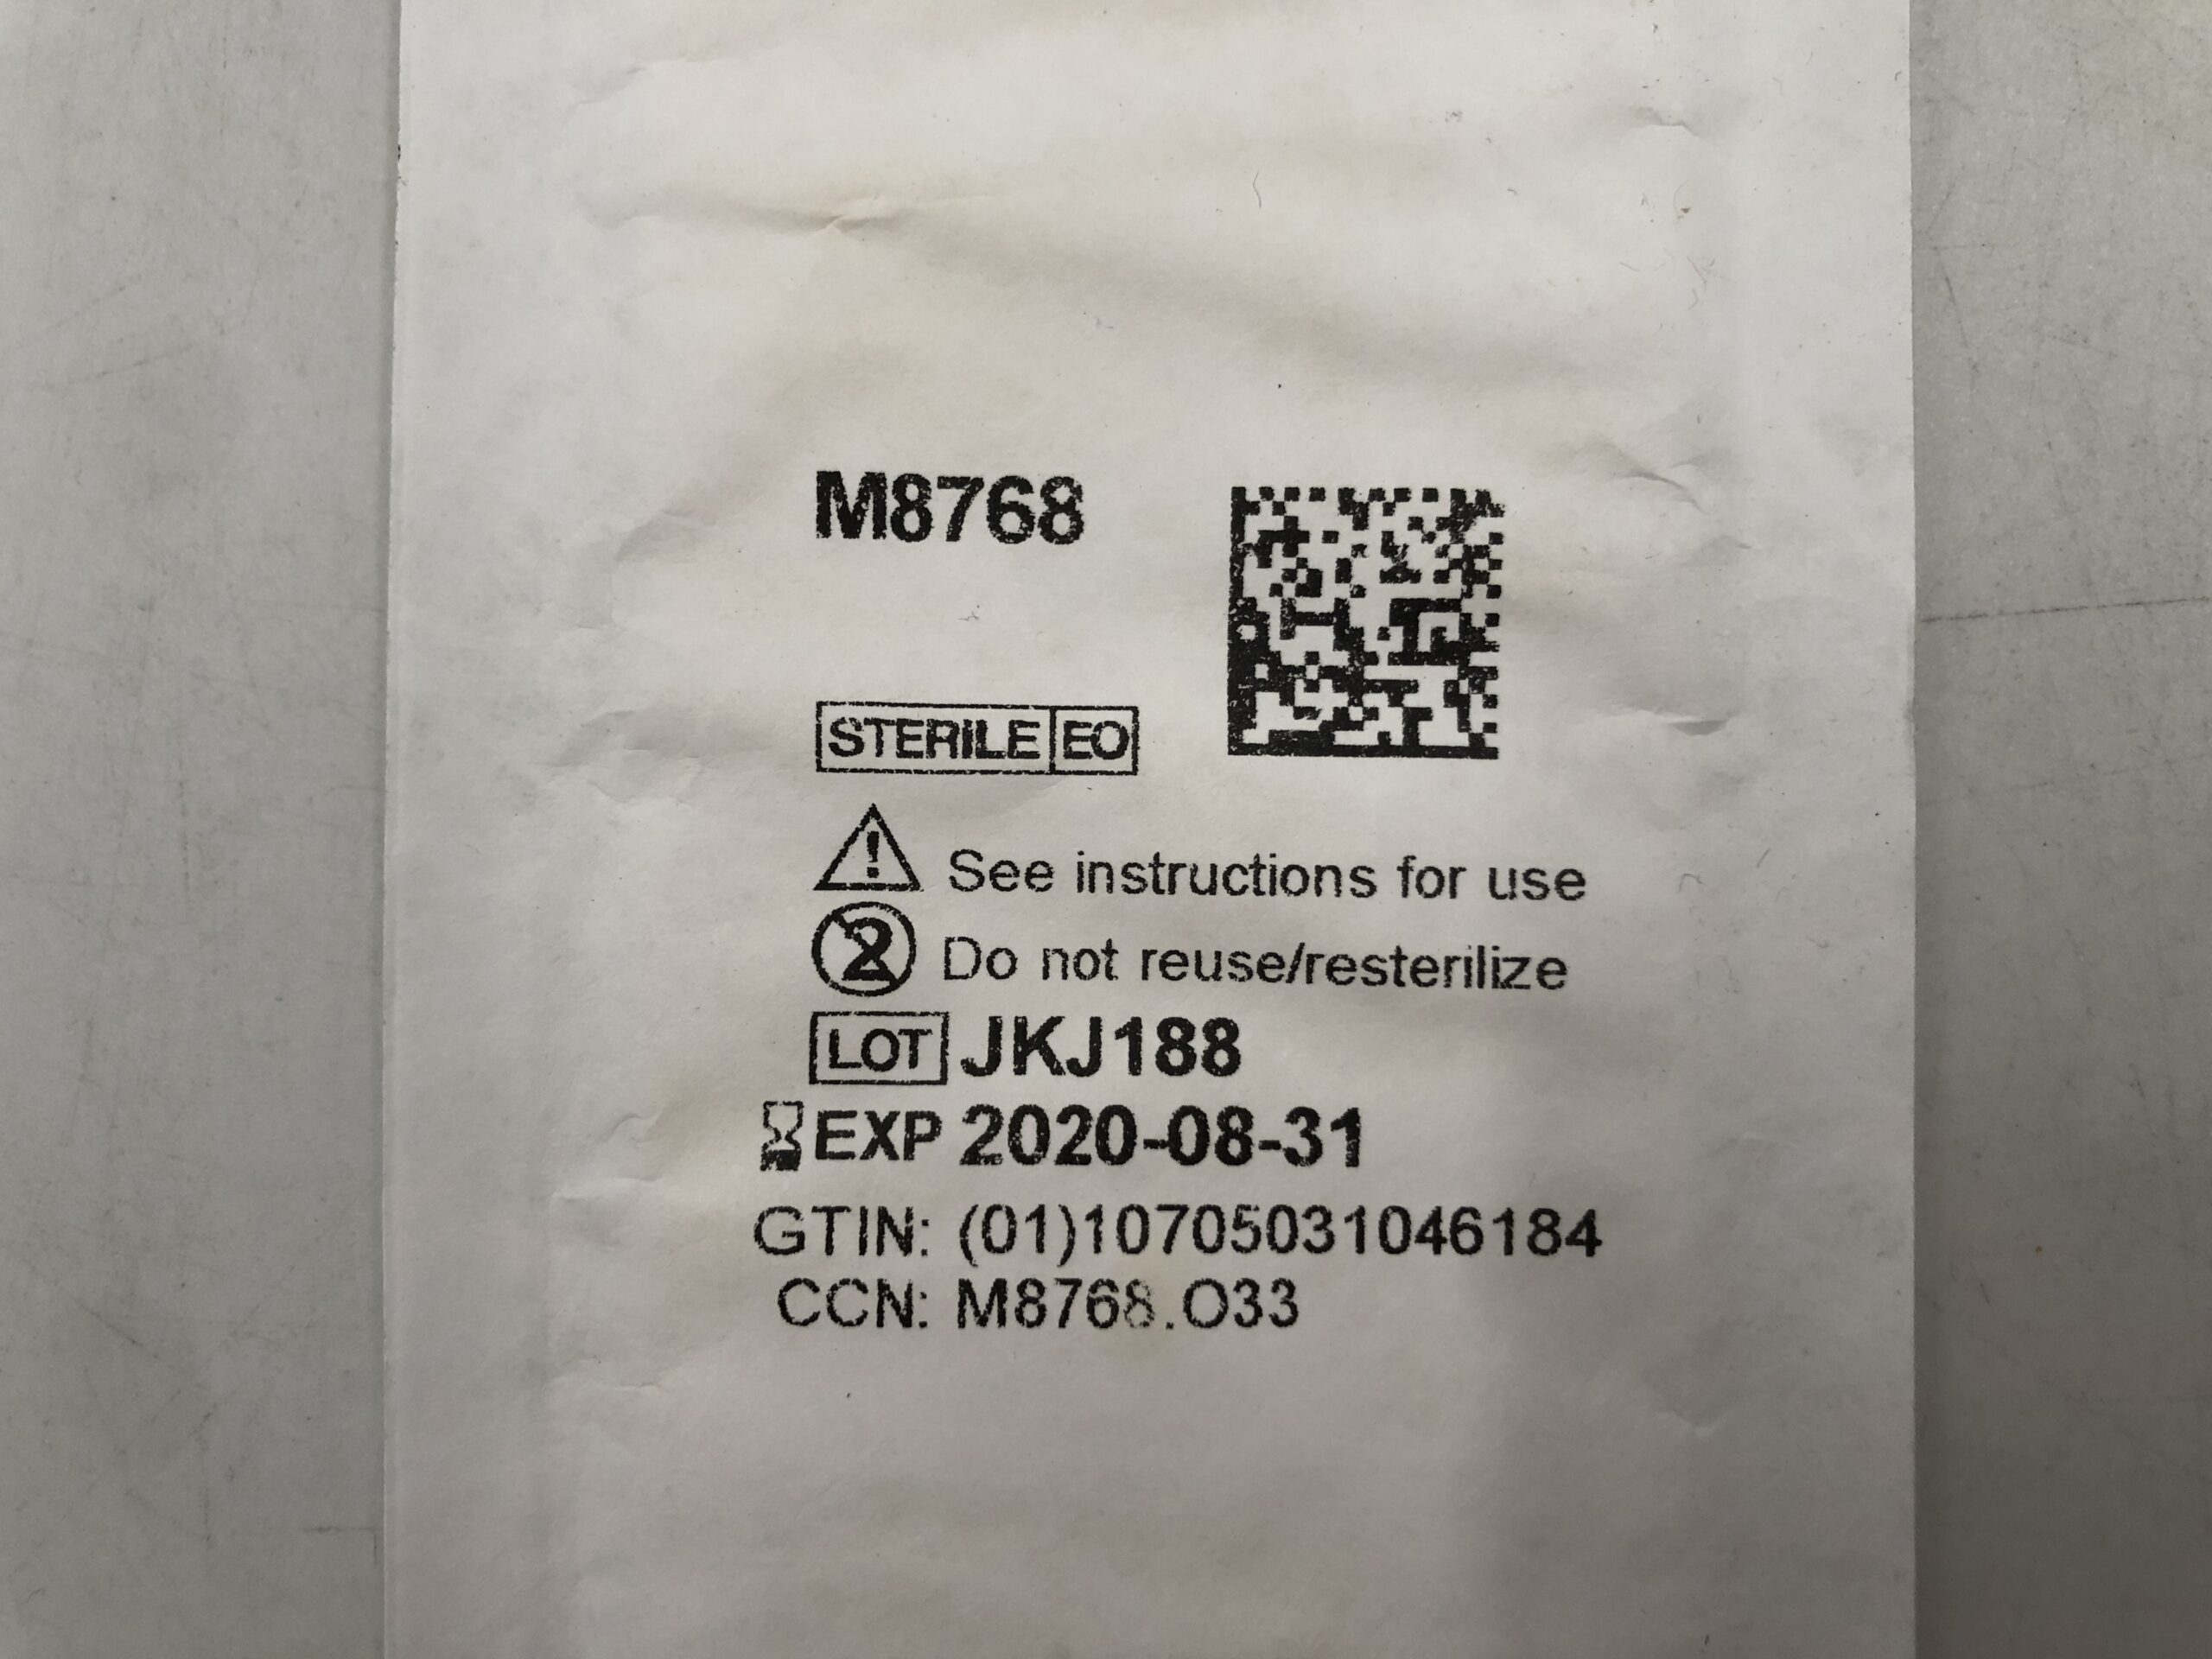 M8768
STERILE EO
See instructions for use
2 Do not reuse/resterilize
LOT JKJ188
EXP 2020-08-31
GTIN: (01)10705031046184
CCN: M8768.O33